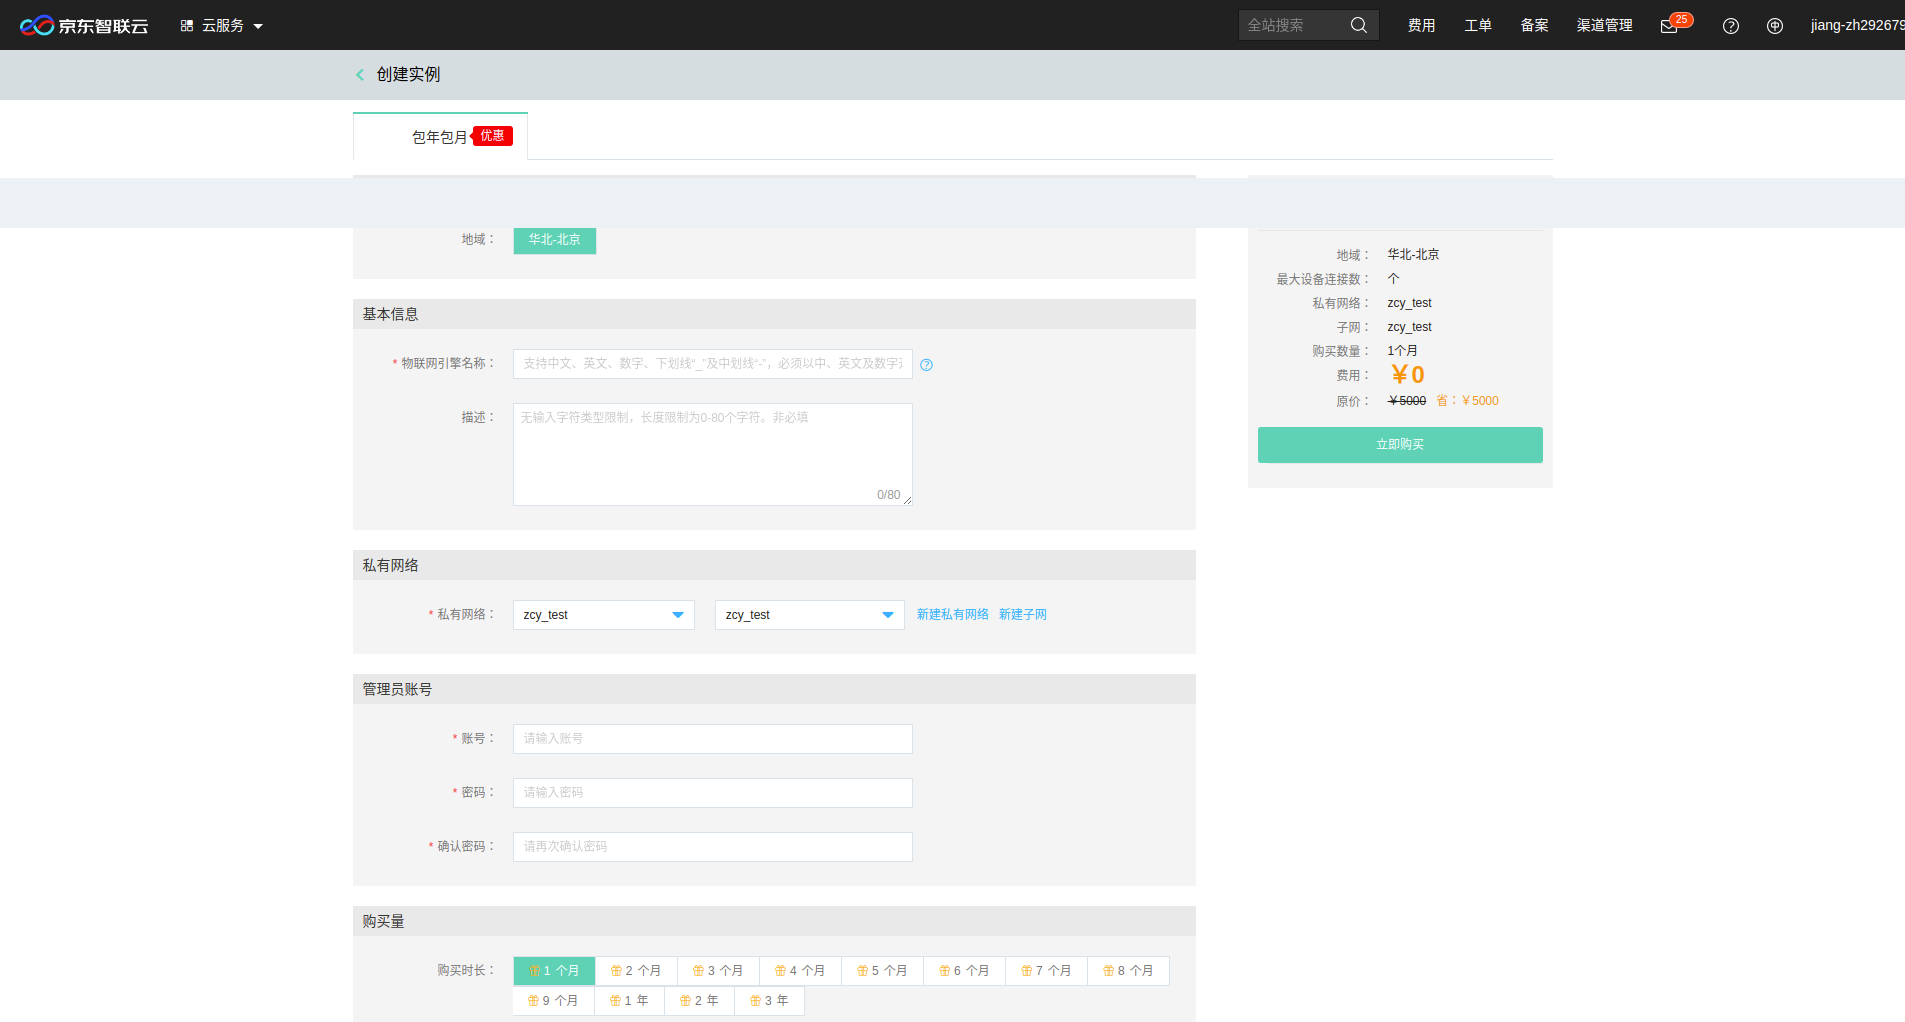 京东智联云 云服务 全站搜索 费用 工单 备案 渠道管理 25 jiang-zh292679
创建实例
包年包月 优惠
地域： 华北-北京
基本信息
* 物联网引擎名称： 支持中文、英文、数字、下划线“_”及中划线“-”，必须以中、英文及数字
描述： 无输入字符类型限制，长度限制为0-80个字符。非必填
0/80
私有网络
* 私有网络： zcy_test zcy_test 新建私有网络 新建子网
管理员账号
* 账号： 请输入账号
* 密码： 请输入密码
* 确认密码： 请再次确认密码
购买量
购买时长： 1 个月 2 个月 3 个月 4 个月 5 个月 6 个月 7 个月 8 个月
9 个月 1 年 2 年 3 年
地域： 华北-北京
最大设备连接数： 个
私有网络： zcy_test
子网： zcy_test
购买数量： 1个月
费用： ￥0
原价： ￥5000 省：￥5000
立即购买